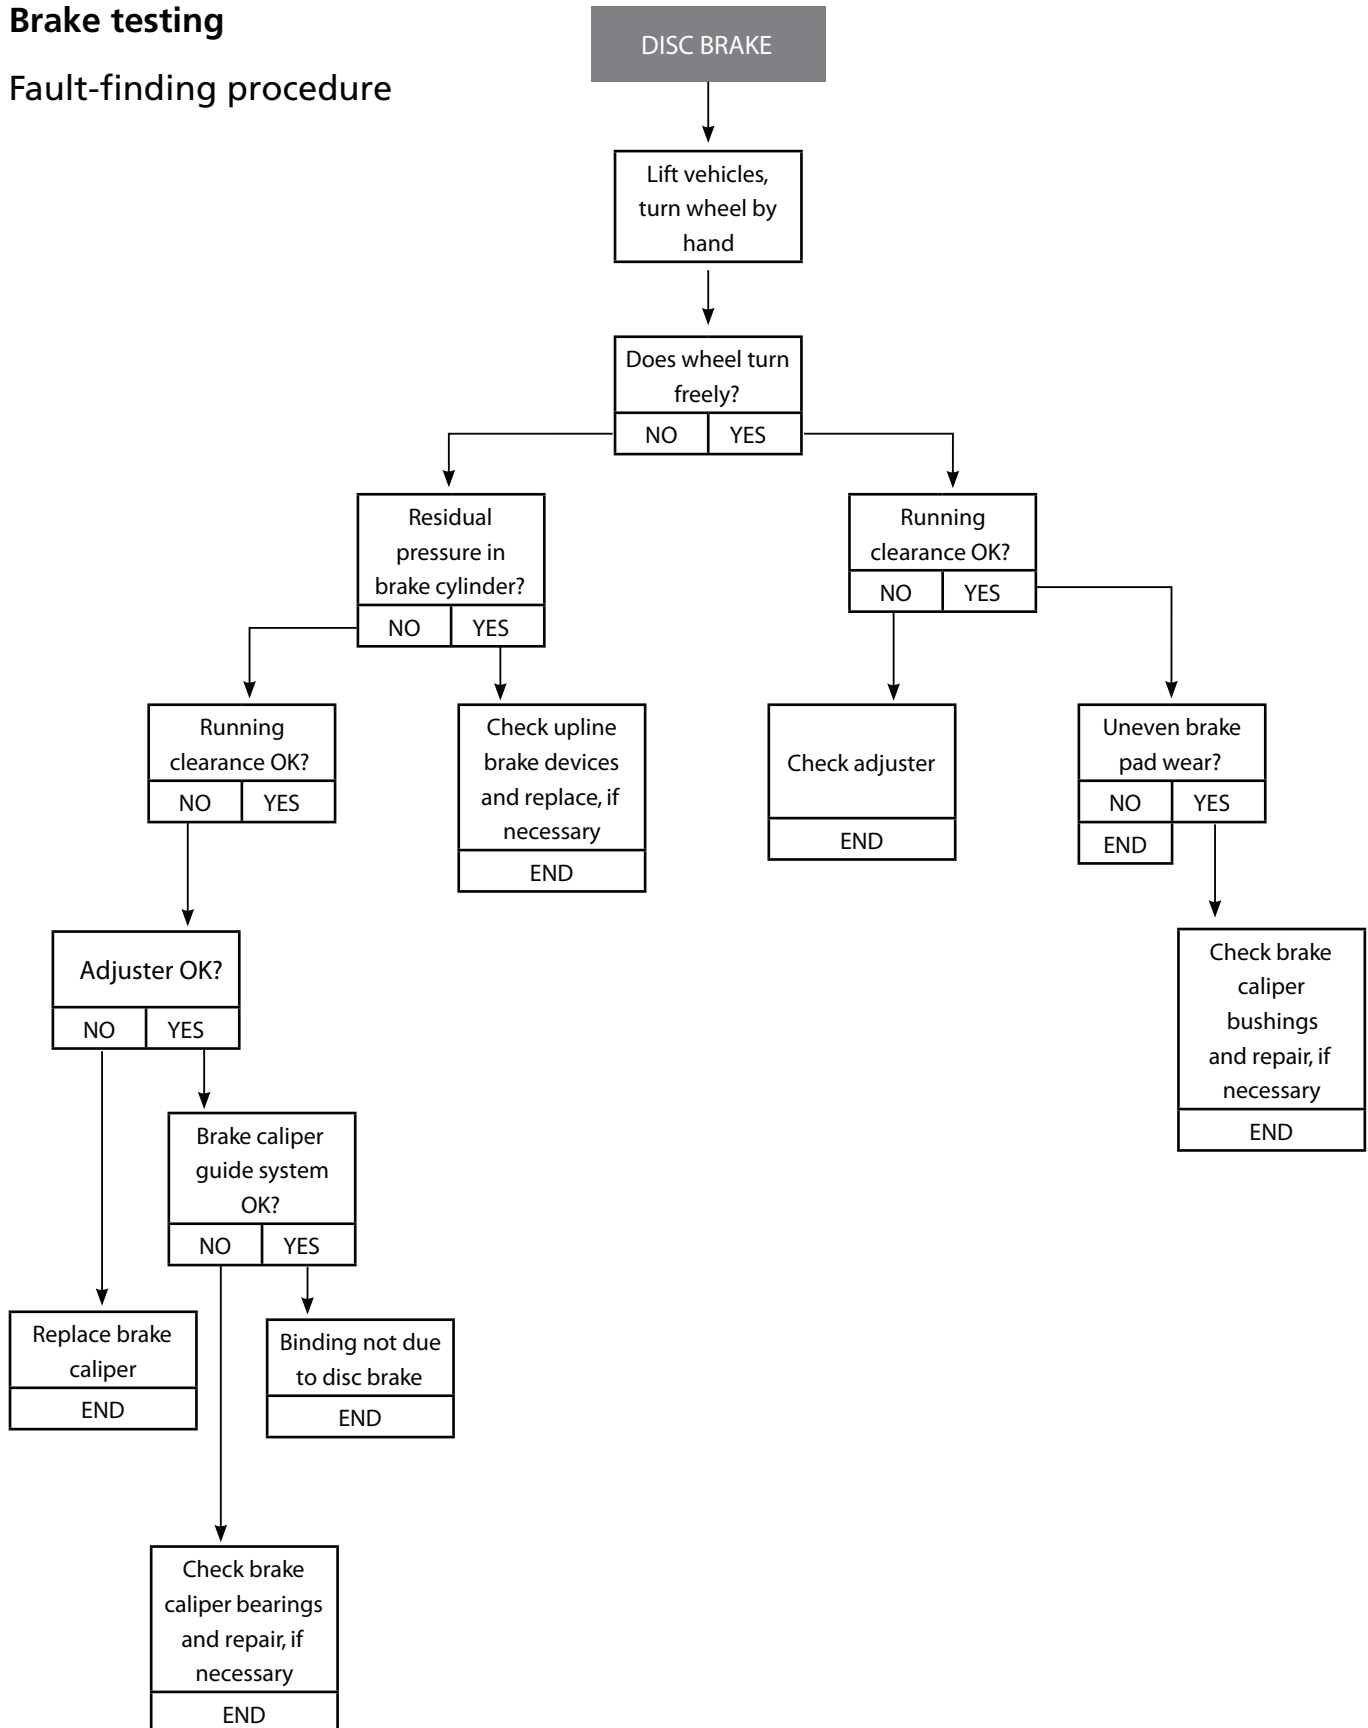 Brake testing
Fault-finding procedure
DISC BRAKE
Lift vehicles,
turn wheel by
hand
Does wheel turn
freely?
NO YES
Residual
pressure in
brake cylinder?
NO YES
Running
clearance OK?
NO YES
Running
clearance OK?
NO YES
Check upline
brake devices
and replace, if
necessary
END
Check adjuster
END
Uneven brake
pad wear?
NO YES
END
Adjuster OK?
NO YES
Check brake
caliper
bushings
and repair, if
necessary
END
Brake caliper
guide system
OK?
NO YES
Replace brake
caliper
END
Binding not due
to disc brake
END
Check brake
caliper bearings
and repair, if
necessary
END